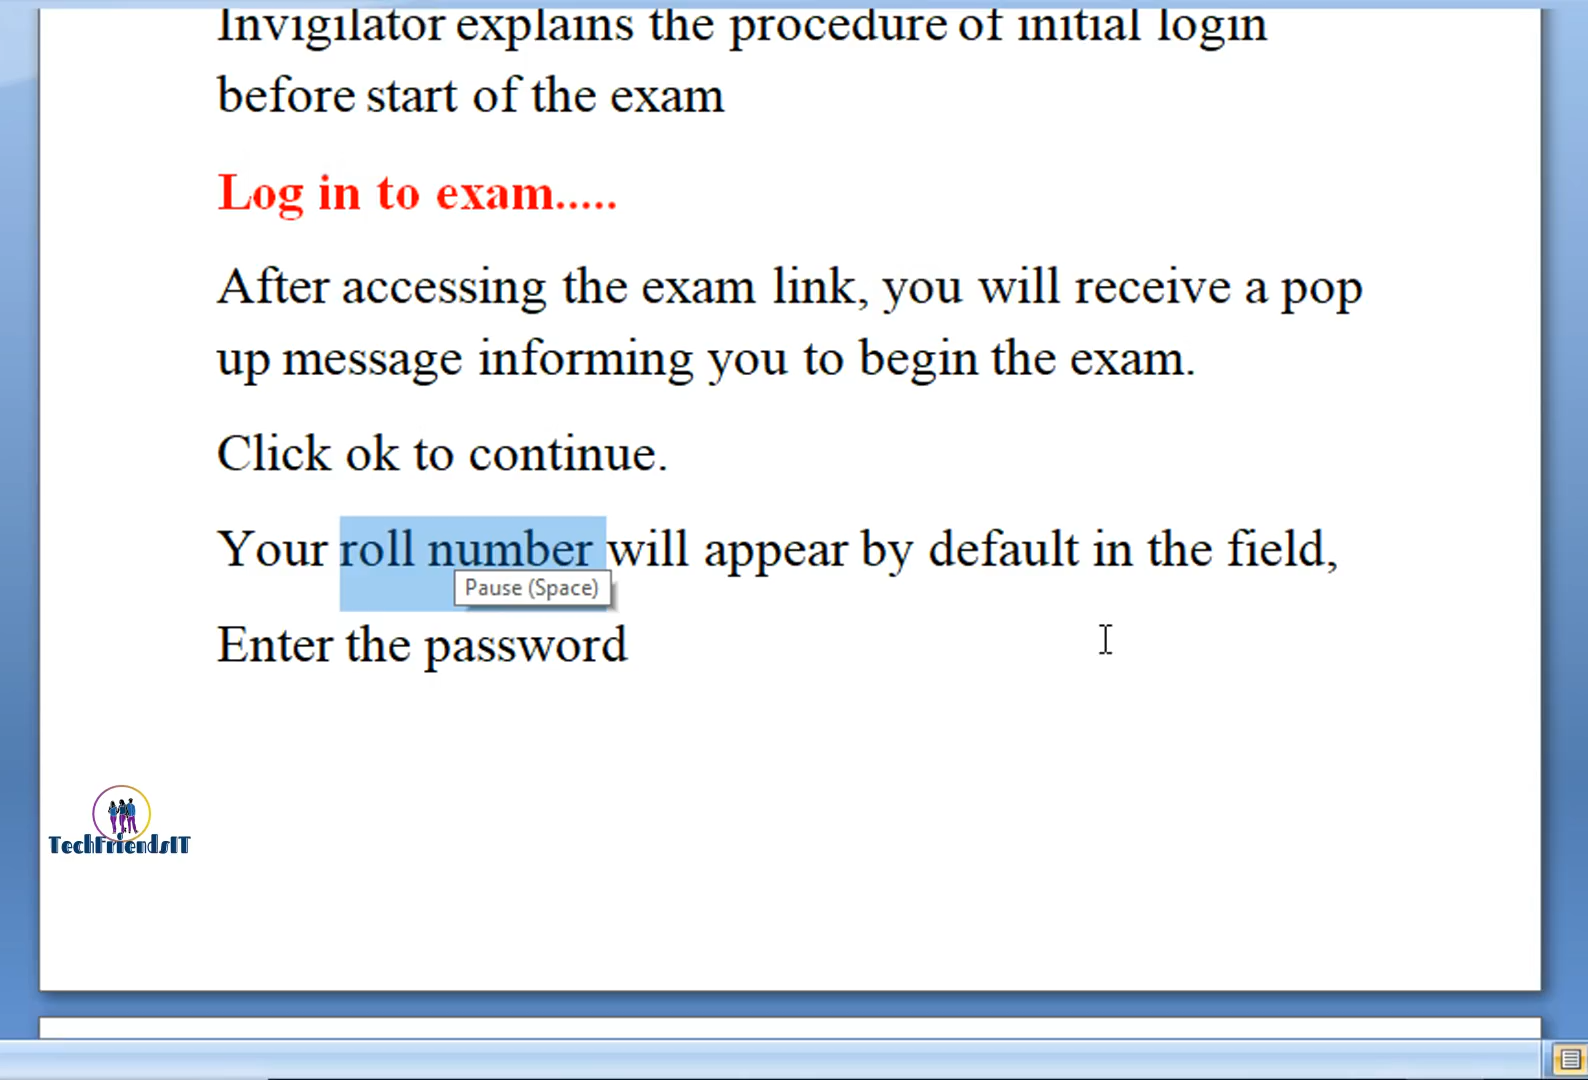 Invigilator explains the procedure of initial login
before start of the exam
Log in to exam.....
After accessing the exam link, you will receive a pop
up message informing you to begin the exam.
Click ok to continue.
Your roll number will appear by default in the field,
Pause (Space)
Enter the password
TechFriendsIT